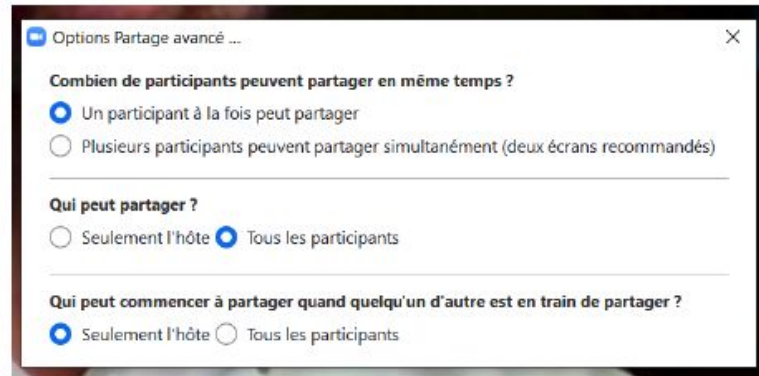 Options Partage avancé ...
Combien de participants peuvent partager en même temps ?
Un participant à la fois peut partager
Plusieurs participants peuvent partager simultanément (deux écrans recommandés)
Qui peut partager ?
Seulement l'hôte Tous les participants
Qui peut commencer à partager quand quelqu'un d'autre est en train de partager ?
Seulement l'hôte Tous les participants